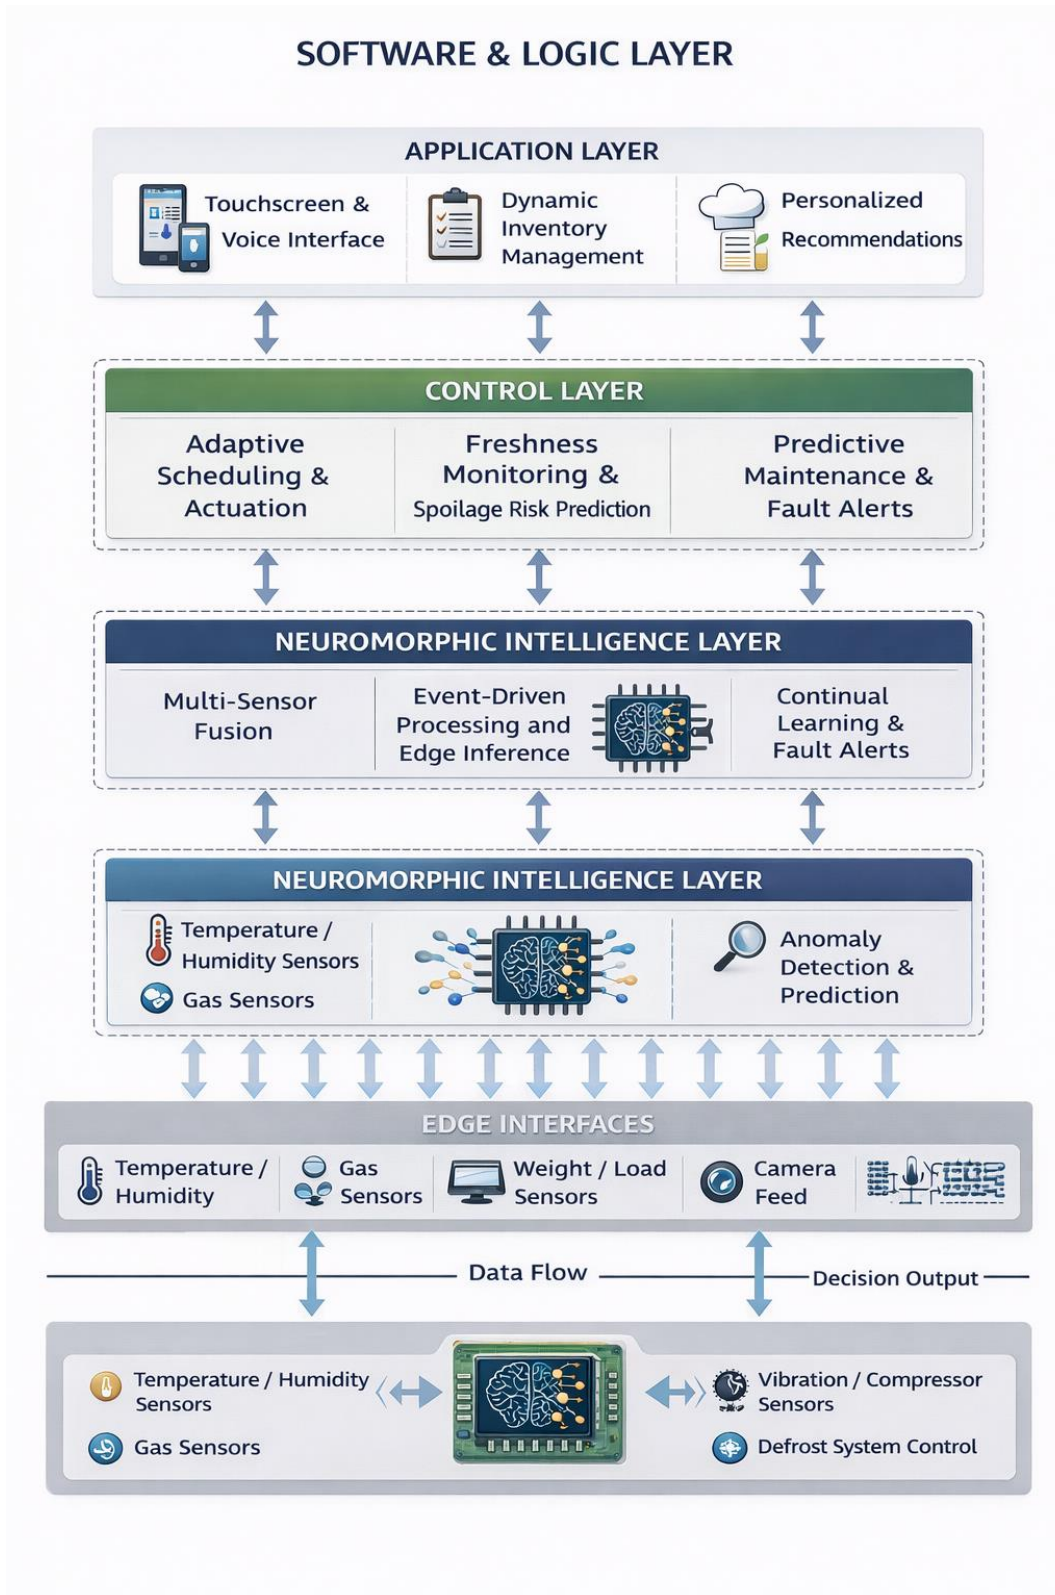 SOFTWARE & LOGIC LAYER
APPLICATION LAYER
Touchscreen &
Voice Interface
Dynamic
Inventory
Management
Personalized
Recommendations
CONTROL LAYER
Adaptive
Scheduling &
Actuation
Freshness
Monitoring &
Spoilage Risk Prediction
Predictive
Maintenance &
Fault Alerts
NEUROMORPHIC INTELLIGENCE LAYER
Multi-Sensor
Fusion
Event-Driven
Processing and
Edge Inference
Continual
Learning &
Fault Alerts
NEUROMORPHIC INTELLIGENCE LAYER
Temperature /
Humidity Sensors
Gas Sensors
Anomaly
Detection &
Prediction
EDGE INTERFACES
Temperature /
Humidity
Gas
Sensors
Weight / Load
Sensors
Camera
Feed
Data Flow
Decision Output
Temperature / Humidity
Sensors
Gas Sensors
Vibration / Compressor
Sensors
Defrost System Control